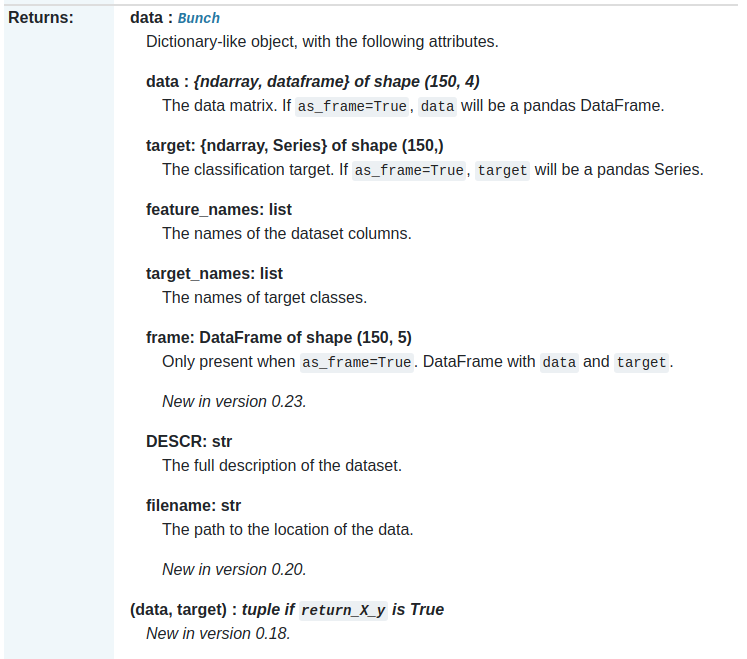 Returns: data : Bunch
Dictionary-like object, with the following attributes.
data : {ndarray, dataframe} of shape (150, 4)
The data matrix. If as_frame=True, data will be a pandas DataFrame.
target: {ndarray, Series} of shape (150,)
The classification target. If as_frame=True, target will be a pandas Series.
feature_names: list
The names of the dataset columns.
target_names: list
The names of target classes.
frame: DataFrame of shape (150, 5)
Only present when as_frame=True. DataFrame with data and target.
New in version 0.23.
DESCR: str
The full description of the dataset.
filename: str
The path to the location of the data.
New in version 0.20.
(data, target) : tuple if return_X_y is True
New in version 0.18.